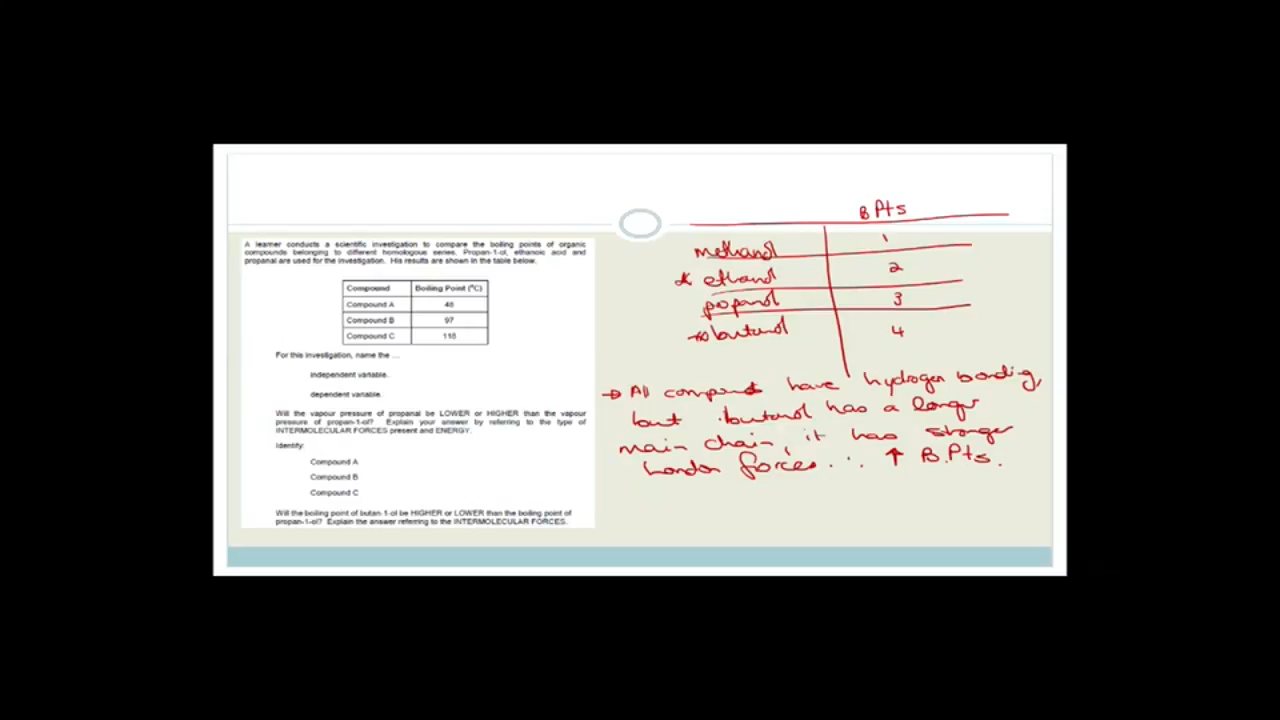 A learner conducts a scientific investigation to compare the boiling points of organic
compounds belonging to different homologous series. Propan-1-ol, ethanoic acid and
propanal are used for the investigation. His results are shown in the table below.
Compound Boiling Point (⁰C)
Compound A 48
Compound B 97
Compound C 118
For this investigation, name the ...
independent variable.
dependent variable.
Will the vapour pressure of propanal be LOWER or HIGHER than the vapour
pressure of propan-1-ol? Explain your answer by referring to the type of
INTERMOLECULAR FORCES present and ENERGY.
Identify:
Compound A
Compound B
Compound C
Will the boiling point of butan-1-ol be HIGHER or LOWER than the boiling point of
propan-1-ol? Explain the answer referring to the INTERMOLECULAR FORCES.
B Pts
methanol 1
ethanol 2
propanol 3
butanol 4
→ All compounds have hydrogen bonding,
but butanol has a longer
main chain, it has stronger
London forces ∴ ↑ B.Pts.